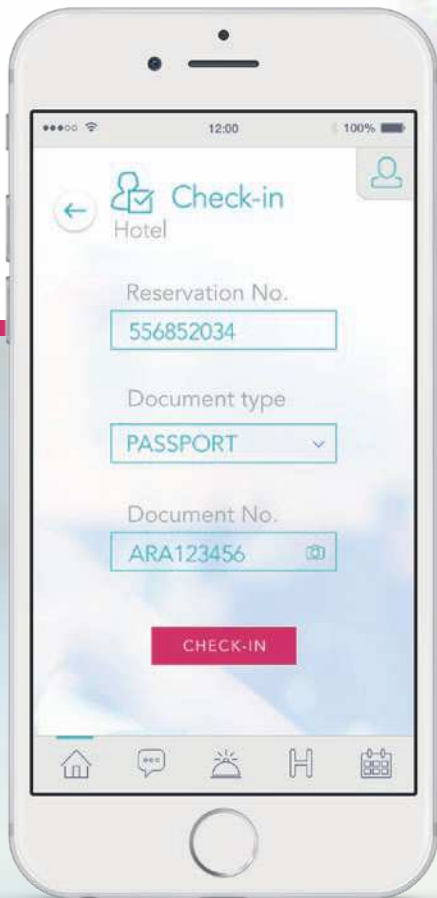 12:00
100%
Check-in
Hotel
Reservation No.
556852034
Document type
PASSPORT
Document No.
ARA123456
CHECK-IN
H